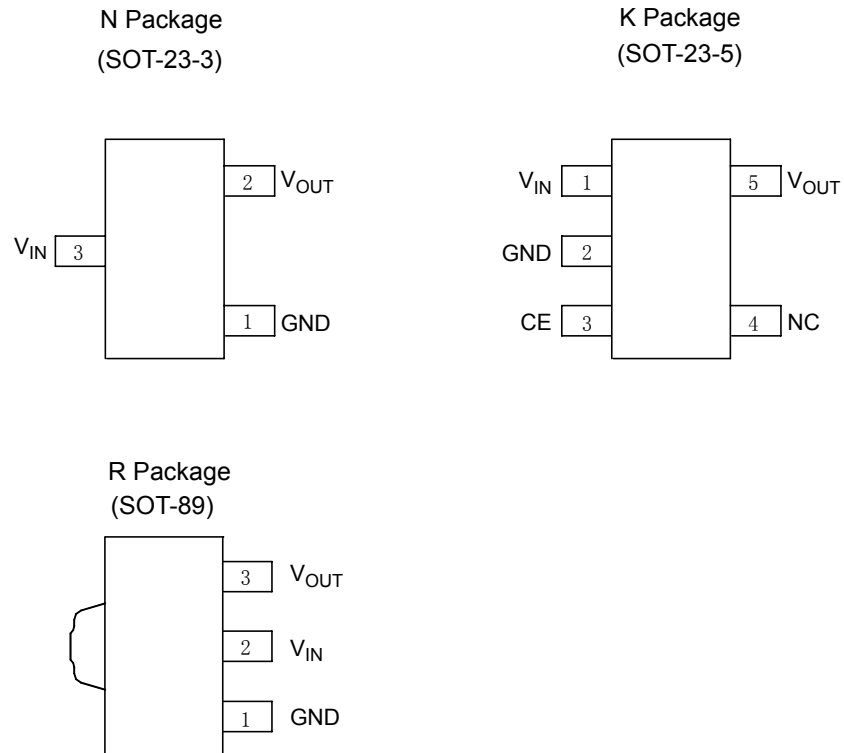 N Package
(SOT-23-3)
2 VOUT
VIN 3
1 GND
K Package
(SOT-23-5)
VIN 1
5 VOUT
GND 2
CE 3
4 NC
R Package
(SOT-89)
3 VOUT
2 VIN
1 GND